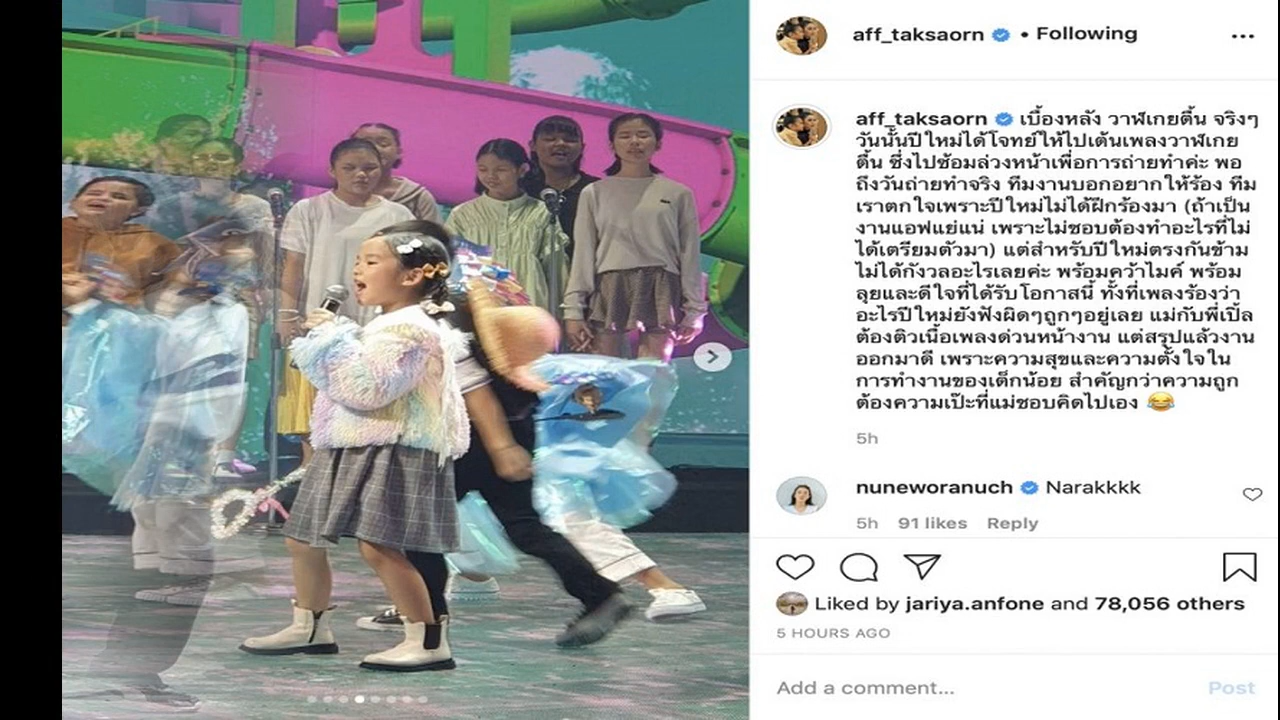 aff_taksaorn • Following
aff_taksaorn เบื้องหลัง วาฬเกยตื้น จริงๆ
วันนั้นปีใหม่ได้โจทย์ให้ไปเต้นเพลงวาฬเกย
ตื้น ซึ่งไปซ้อมล่วงหน้าเพื่อการถ่ายทำค่ะ พอ
ถึงวันถ่ายทำจริง ทีมงานบอกอยากให้ร้อง ทีม
เราตกใจเพราะปีใหม่ไม่ได้ฝึกร้องมา (ถ้าเป็น
งานแอฟแย่แน่ เพราะไม่ชอบต้องทำอะไรที่ไม่
ได้เตรียมตัวมา) แต่สำหรับปีใหม่ตรงกันข้าม
ไม่ได้กังวลอะไรเลยค่ะ พร้อมคว้าไมค์ พร้อม
ลุยและดีใจที่ได้รับโอกาสนี้ ทั้งที่เพลงร้องว่า
อะไรปีใหม่ยังฟังผิดๆถูกๆอยู่เลย แม่กับพี่เปิ้ล
ต้องติวเนื้อเพลงด่วนหน้างาน แต่สรุปแล้วงาน
ออกมาดี เพราะความสุขและความตั้งใจใน
การทำงานของเด็กน้อย สำคัญกว่าความถูก
ต้องความเป๊ะที่แม่ชอบคิดไปเอง 😂
5h
nuneworanuch Narakkkk
5h 91 likes Reply
Liked by jariya.anfone and 78,056 others
5 HOURS AGO
Add a comment... Post